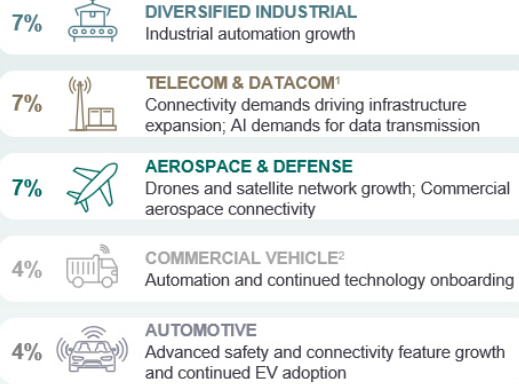 7%
DIVERSIFIED INDUSTRIAL
Industrial automation growth
7%
TELECOM & DATACOM¹
Connectivity demands driving infrastructure
expansion; AI demands for data transmission
7%
AEROSPACE & DEFENSE
Drones and satellite network growth; Commercial
aerospace connectivity
4%
COMMERCIAL VEHICLE²
Automation and continued technology onboarding
4%
AUTOMOTIVE
Advanced safety and connectivity feature growth
and continued EV adoption